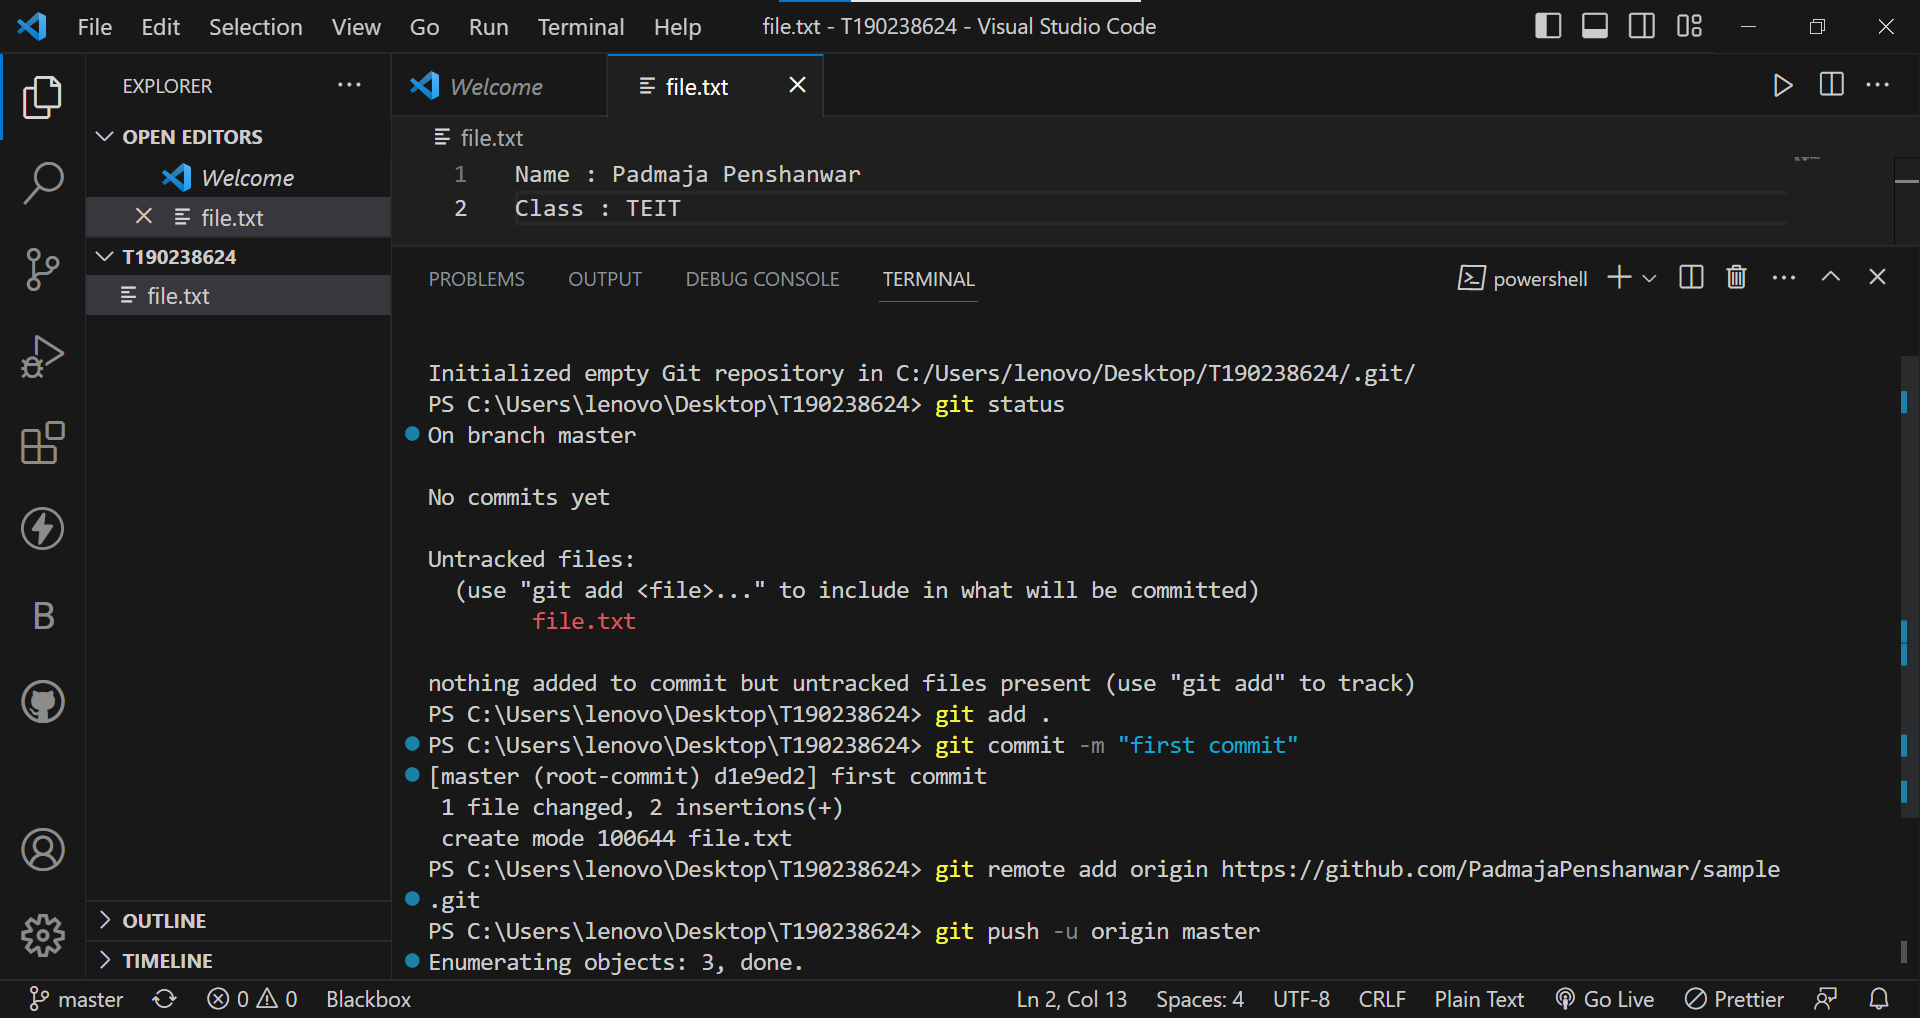 File Edit Selection View Go Run Terminal Help file.txt - T190238624 - Visual Studio Code
EXPLORER
OPEN EDITORS
Welcome
file.txt
T190238624
file.txt
OUTLINE
TIMELINE
Welcome file.txt
file.txt
1 Name : Padmaja Penshanwar
2 Class : TEIT
PROBLEMS OUTPUT DEBUG CONSOLE TERMINAL powershell
Initialized empty Git repository in C:/Users/lenovo/Desktop/T190238624/.git/
PS C:\Users\lenovo\Desktop\T190238624> git status
On branch master
No commits yet
Untracked files:
(use "git add <file>..." to include in what will be committed)
file.txt
nothing added to commit but untracked files present (use "git add" to track)
PS C:\Users\lenovo\Desktop\T190238624> git add .
PS C:\Users\lenovo\Desktop\T190238624> git commit -m "first commit"
[master (root-commit) d1e9ed2] first commit
1 file changed, 2 insertions(+)
create mode 100644 file.txt
PS C:\Users\lenovo\Desktop\T190238624> git remote add origin https://github.com/PadmajaPenshanwar/sample
.git
PS C:\Users\lenovo\Desktop\T190238624> git push -u origin master
Enumerating objects: 3, done.
B
master 0 0 Blackbox Ln 2, Col 13 Spaces: 4 UTF-8 CRLF Plain Text Go Live Prettier